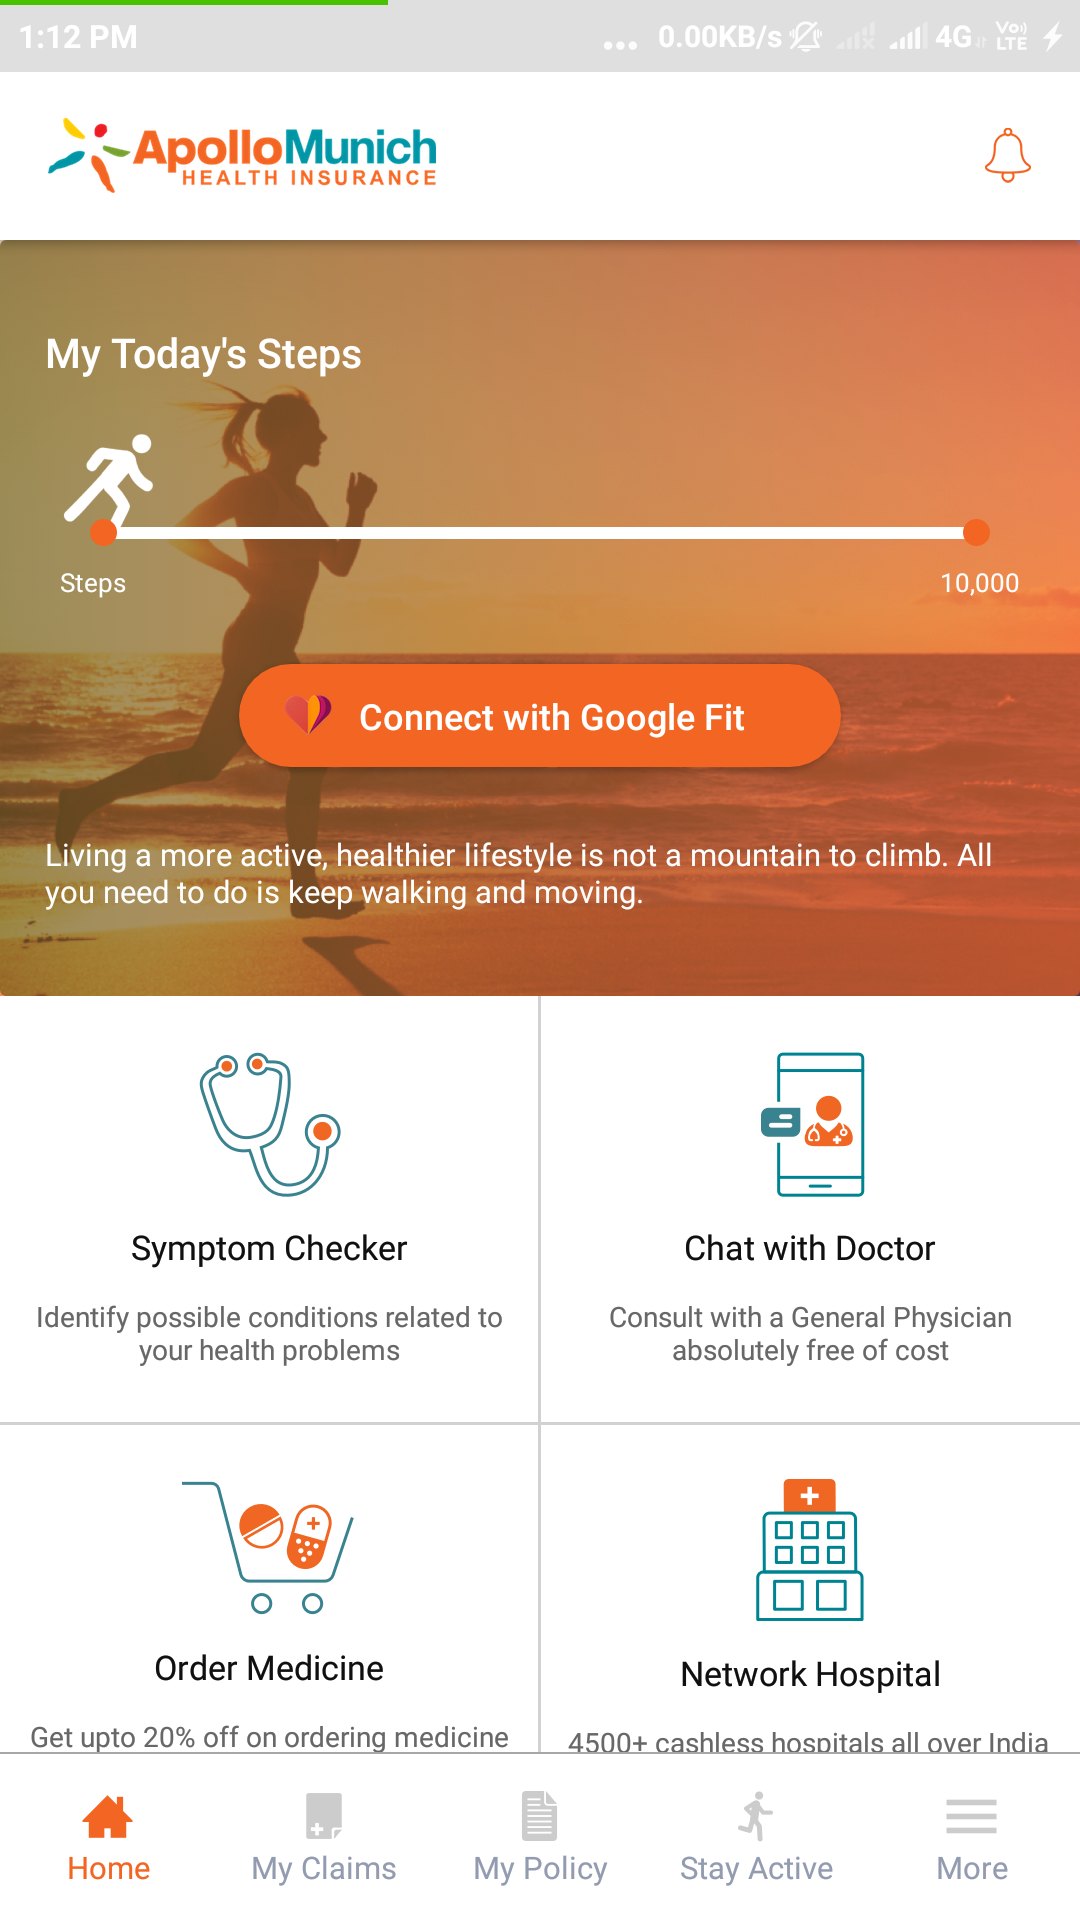 1:12 PM
... 0.00KB/s 4G VoLTE
ApolloMunich
HEALTH INSURANCE
My Today's Steps
Steps
10,000
Connect with Google Fit
Living a more active, healthier lifestyle is not a mountain to climb. All
you need to do is keep walking and moving.
Symptom Checker
Identify possible conditions related to
your health problems
Chat with Doctor
Consult with a General Physician
absolutely free of cost
Order Medicine
Get upto 20% off on ordering medicine
Network Hospital
4500+ cashless hospitals all over India
Home
My Claims
My Policy
Stay Active
More